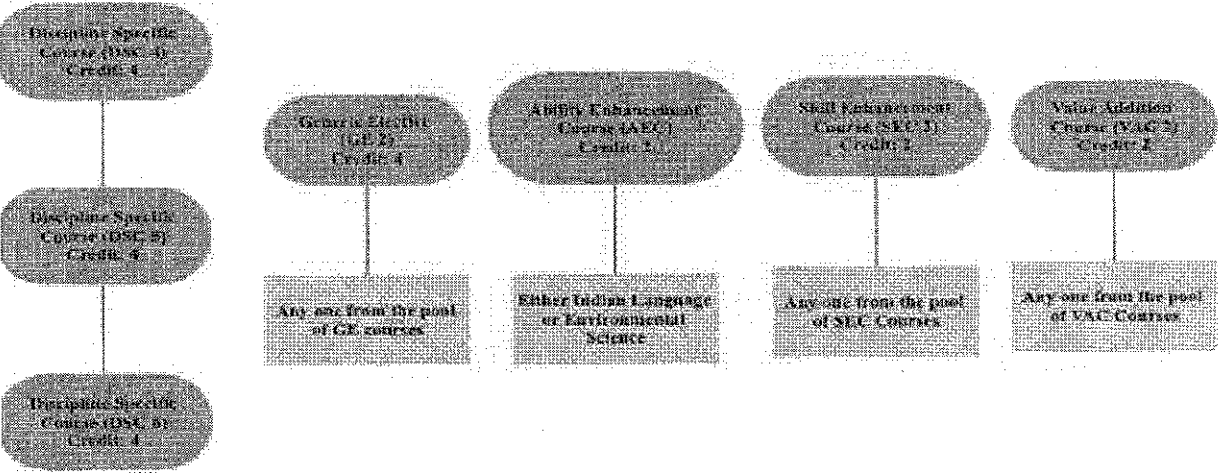 Discipline Specific
Course (DSC 4)
Credit: 4
Discipline Specific
Course (DSC 5)
Credit: 4
Discipline Specific
Course (DSC 6)
Credit: 4
Generic Elective
(GE 2)
Credit: 4
Any one from the pool
of GE courses
Ability Enhancement
Course (AEC)
Credit: 2
Either Indian Language
or Environmental
Science
Skill Enhancement
Course (SEC 2)
Credit: 2
Any one from the pool
of SEC Courses
Value Addition
Course (VAC 2)
Credit: 2
Any one from the pool
of VAC Courses